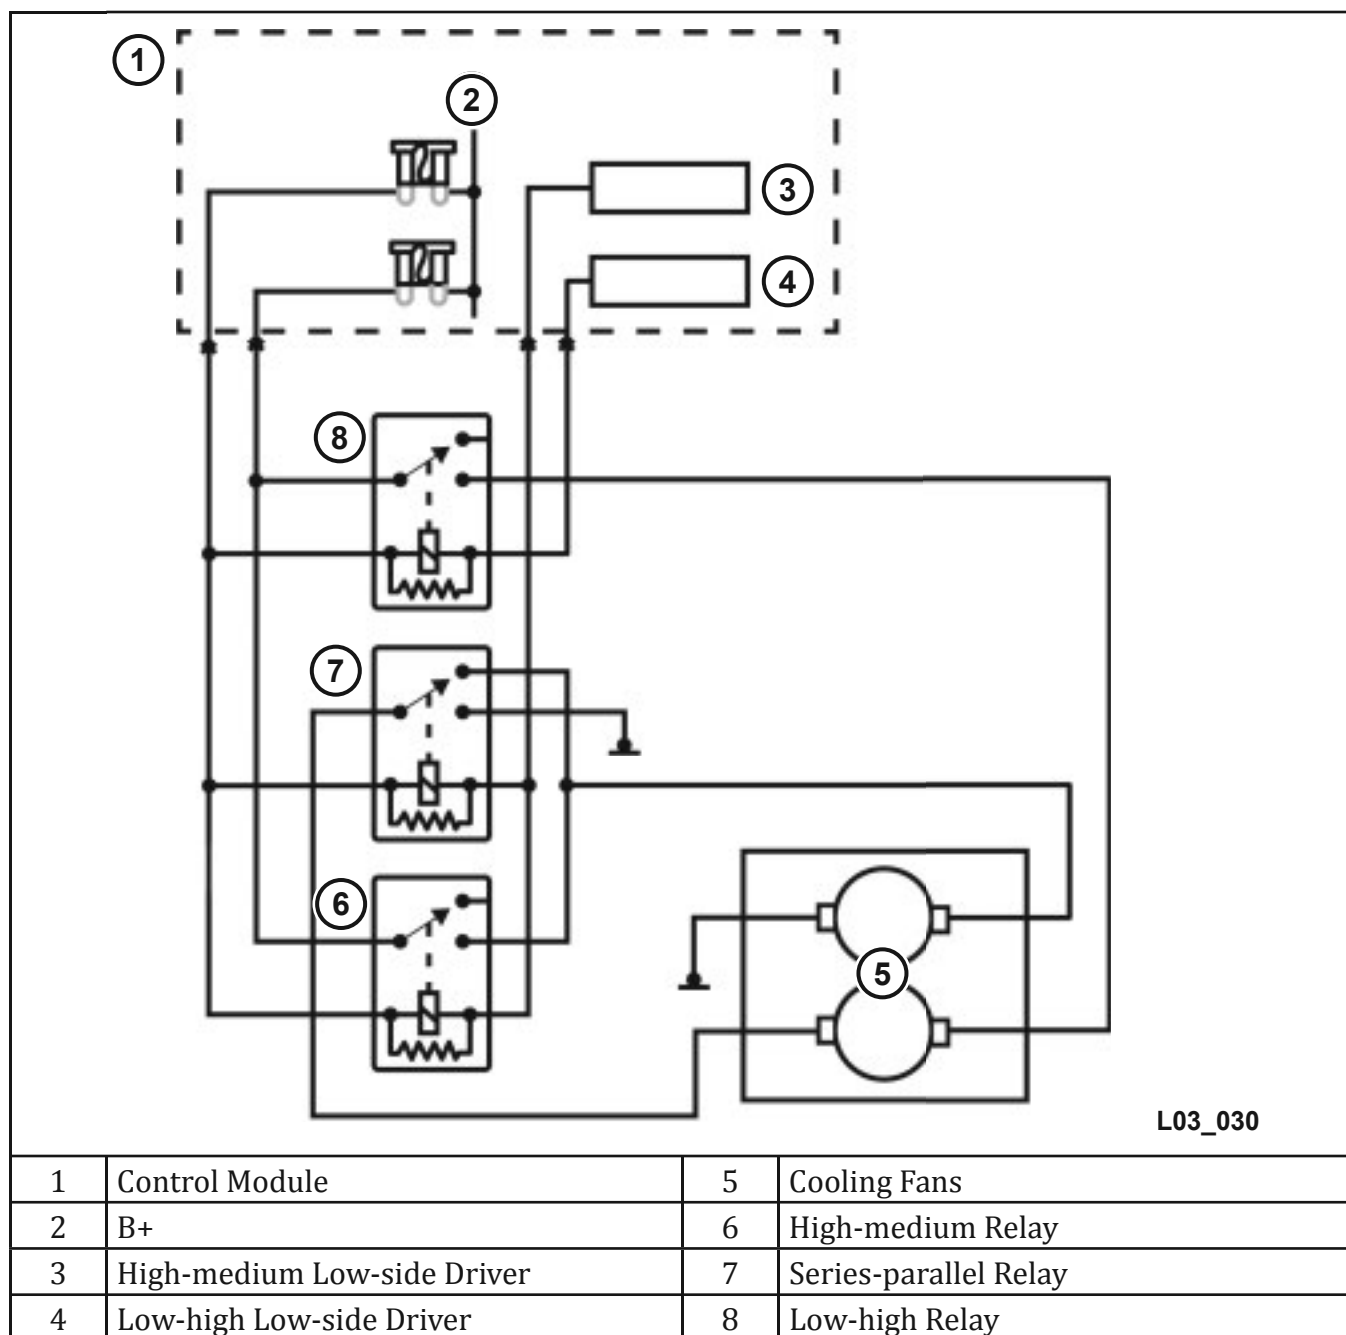 1
2
3
4
8
7
6
5
L03_030
1 Control Module 5 Cooling Fans
2 B+ 6 High-medium Relay
3 High-medium Low-side Driver 7 Series-parallel Relay
4 Low-high Low-side Driver 8 Low-high Relay